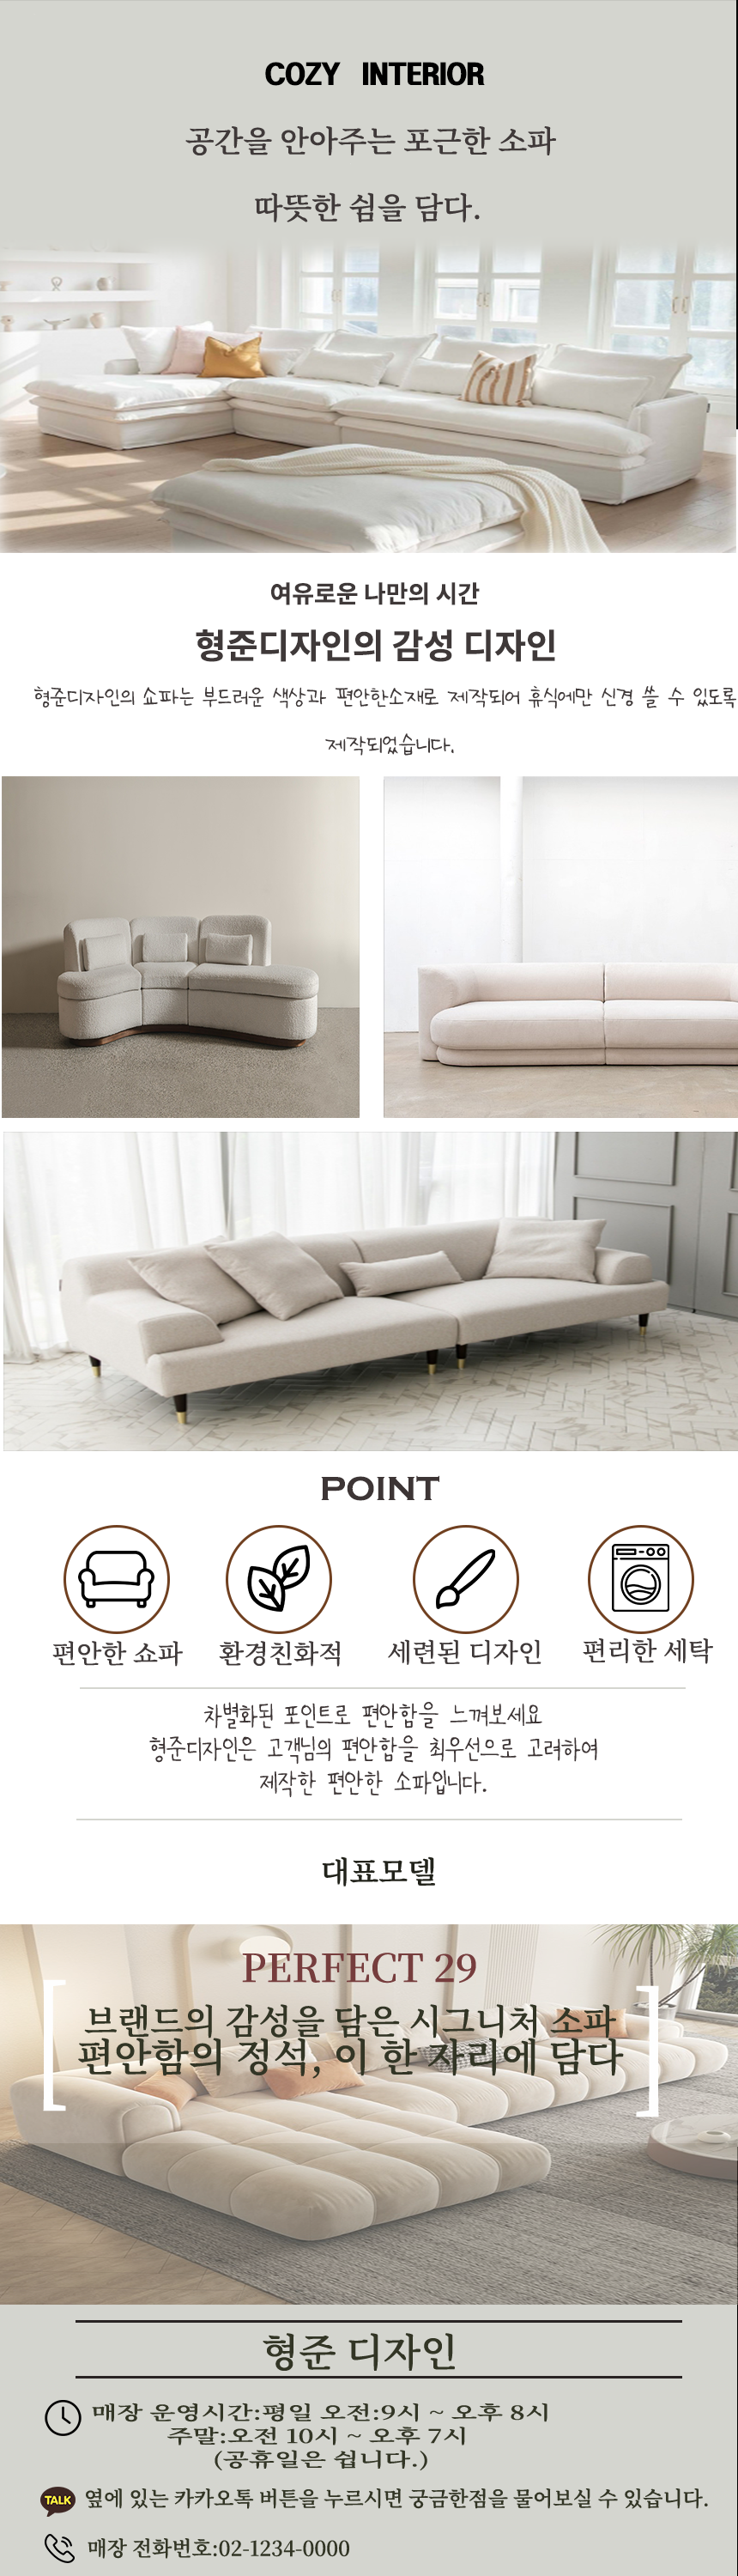 COZY INTERIOR
공간을 안아주는 포근한 소파
따뜻한 쉼을 담다.
여유로운 나만의 시간
형준디자인의 감성 디자인
형준디자인의 쇼파는 부드러운 색상과 편안한소재로 제작되어 휴식에만 신경 쓸 수 있도록
제작되었습니다.
POINT
편안한 쇼파
환경친화적
세련된 디자인
편리한 세탁
차별화된 포인트로 편안함을 느껴보세요
형준디자인은 고객님의 편안함을 최우선으로 고려하여
제작한 편안한 소파입니다.
대표모델
PERFECT 29
브랜드의 감성을 담은 시그니처 소파
편안함의 정석, 이 한 자리에 담다
형준 디자인
매장 운영시간:평일 오전:9시 ~ 오후 8시
주말:오전 10시 ~ 오후 7시
(공휴일은 쉽니다.)
TALK 옆에 있는 카카오톡 버튼을 누르시면 궁금한점을 물어보실 수 있습니다.
매장 전화번호:02-1234-0000